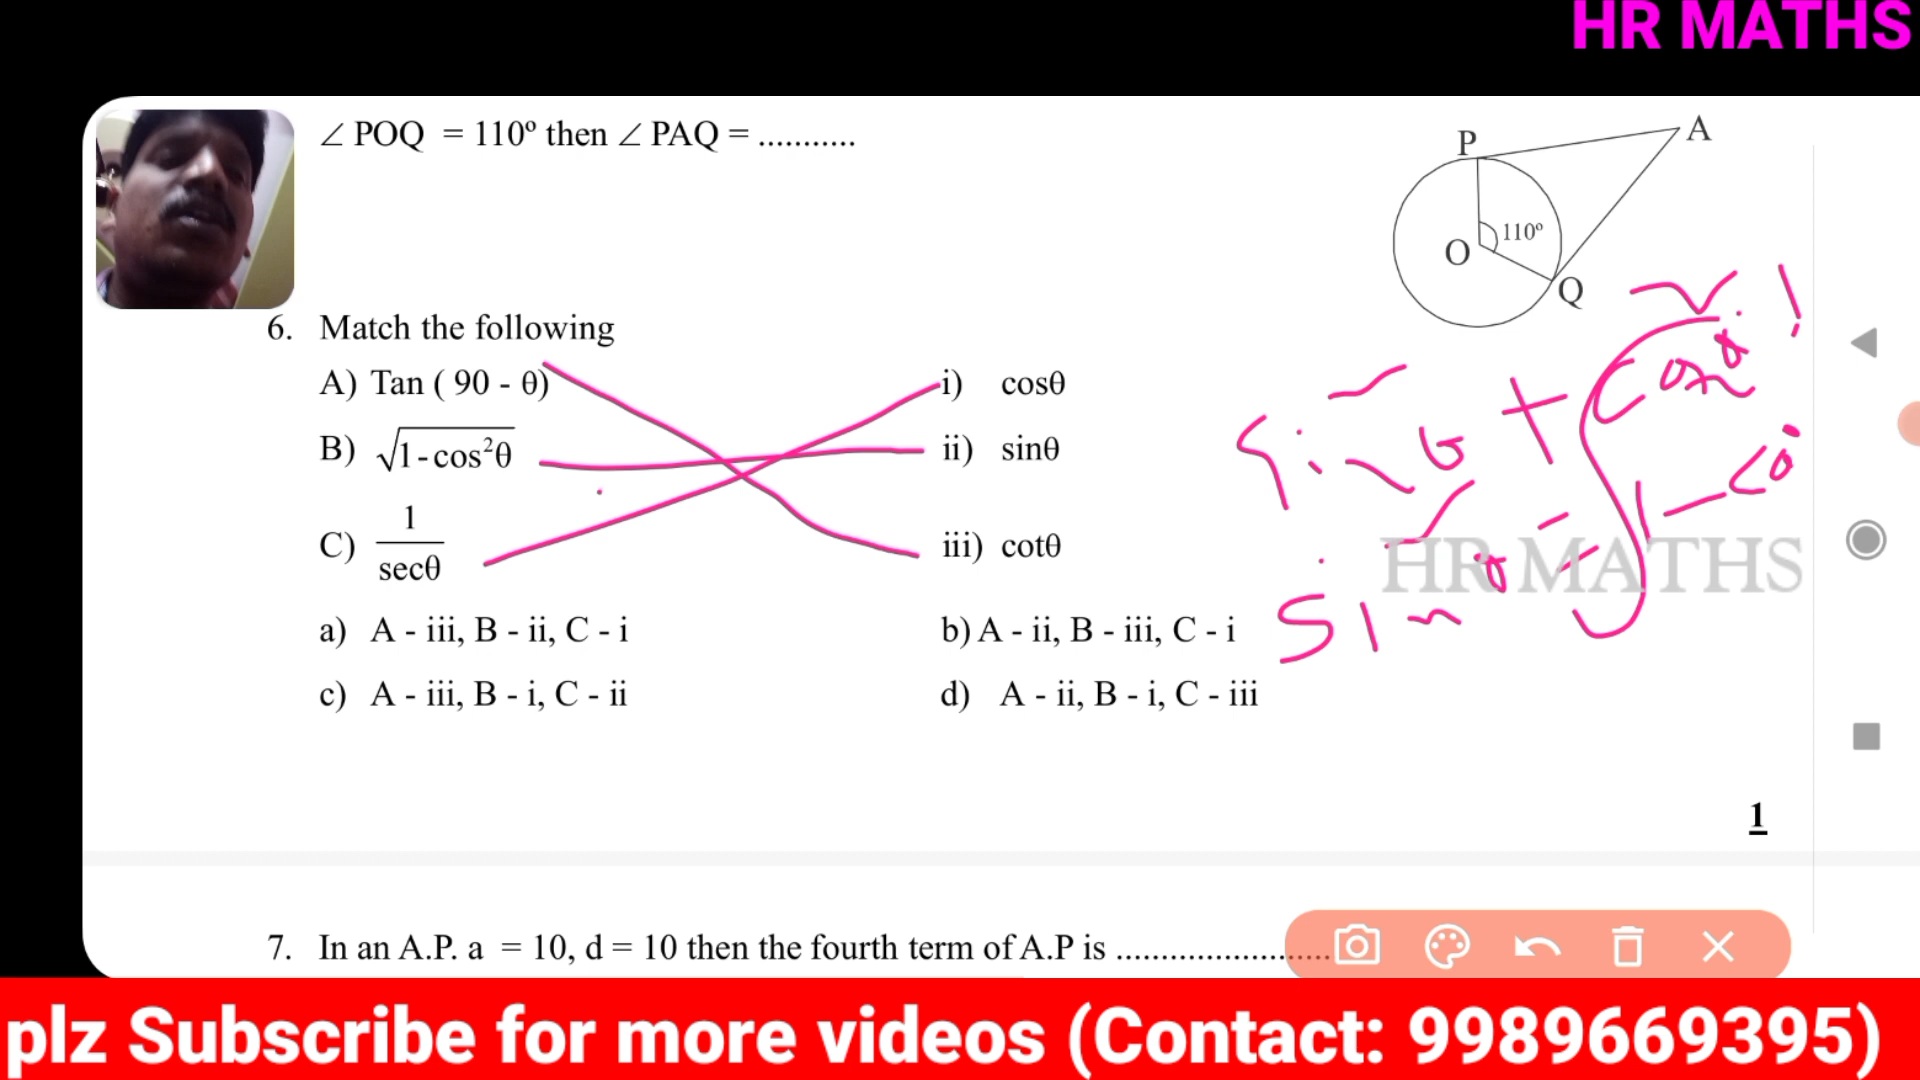 HR MATHS
∠ POQ = 110º then ∠ PAQ = ...........
P
A
110º
O
Q
6. Match the following
A) Tan ( 90 - θ)
i) cosθ
B) √1 - cos²θ
ii) sinθ
C) 1/secθ
iii) cotθ
HR MATHS
a) A - iii, B - ii, C - i
b) A - ii, B - iii, C - i
c) A - iii, B - i, C - ii
d) A - ii, B - i, C - iii
1
7. In an A.P. a = 10, d = 10 then the fourth term of A.P is ........................
plz Subscribe for more videos (Contact: 9989669395)